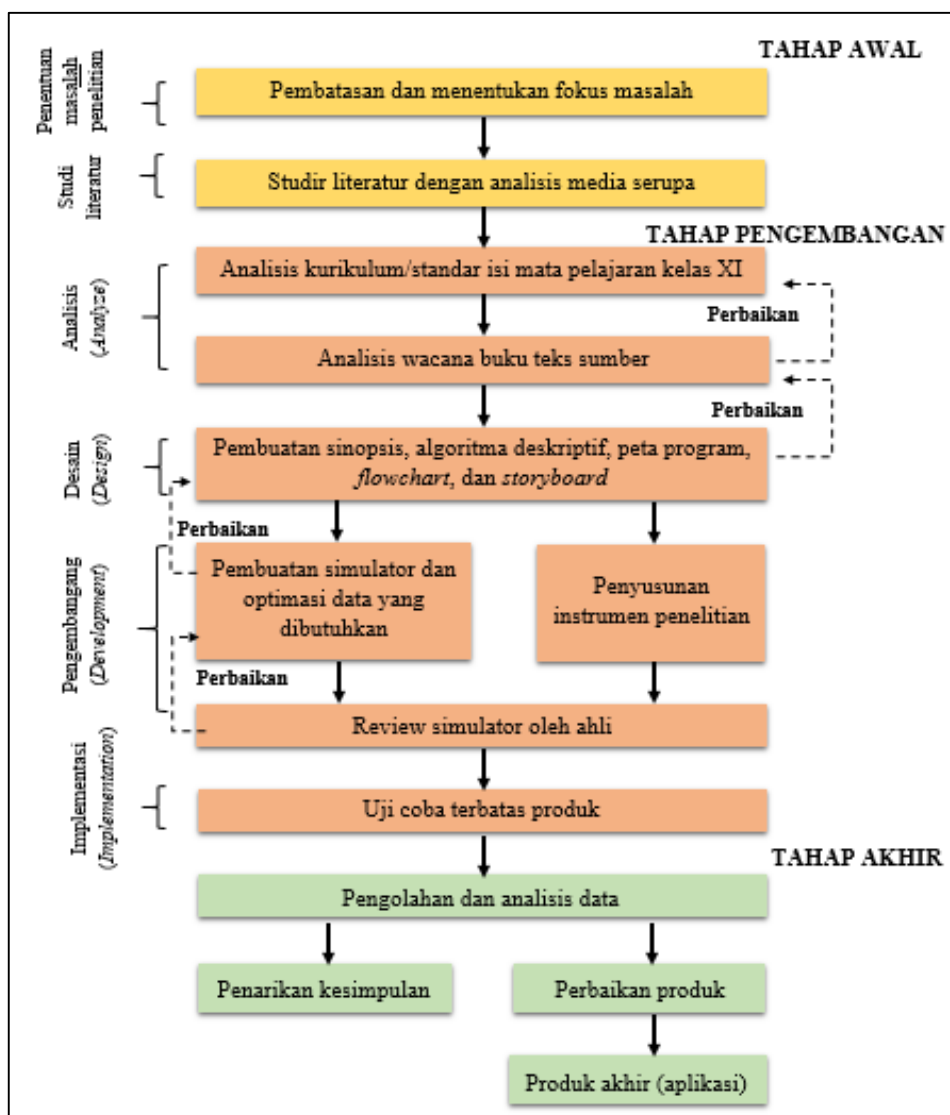 TAHAP AWAL
Penentuan
masalah
penelitian
Pembatasan dan menentukan fokus masalah
Studi
literatur
Studir literatur dengan analisis media serupa
TAHAP PENGEMBANGAN
Analisis
(Analyze)
Analisis kurikulum/standar isi mata pelajaran kelas XI
Perbaikan
Analisis wacana buku teks sumber
Perbaikan
Desain
(Design)
Pembuatan sinopsis, algoritma deskriptif, peta program,
flowchart, dan storyboard
Perbaikan
Pengembangang
(Development)
Pembuatan simulator dan
optimasi data yang
dibutuhkan
Penyusunan
instrumen penelitian
Perbaikan
Review simulator oleh ahli
Implementasi
(Implementation)
Uji coba terbatas produk
TAHAP AKHIR
Pengolahan dan analisis data
Penarikan kesimpulan
Perbaikan produk
Produk akhir (aplikasi)